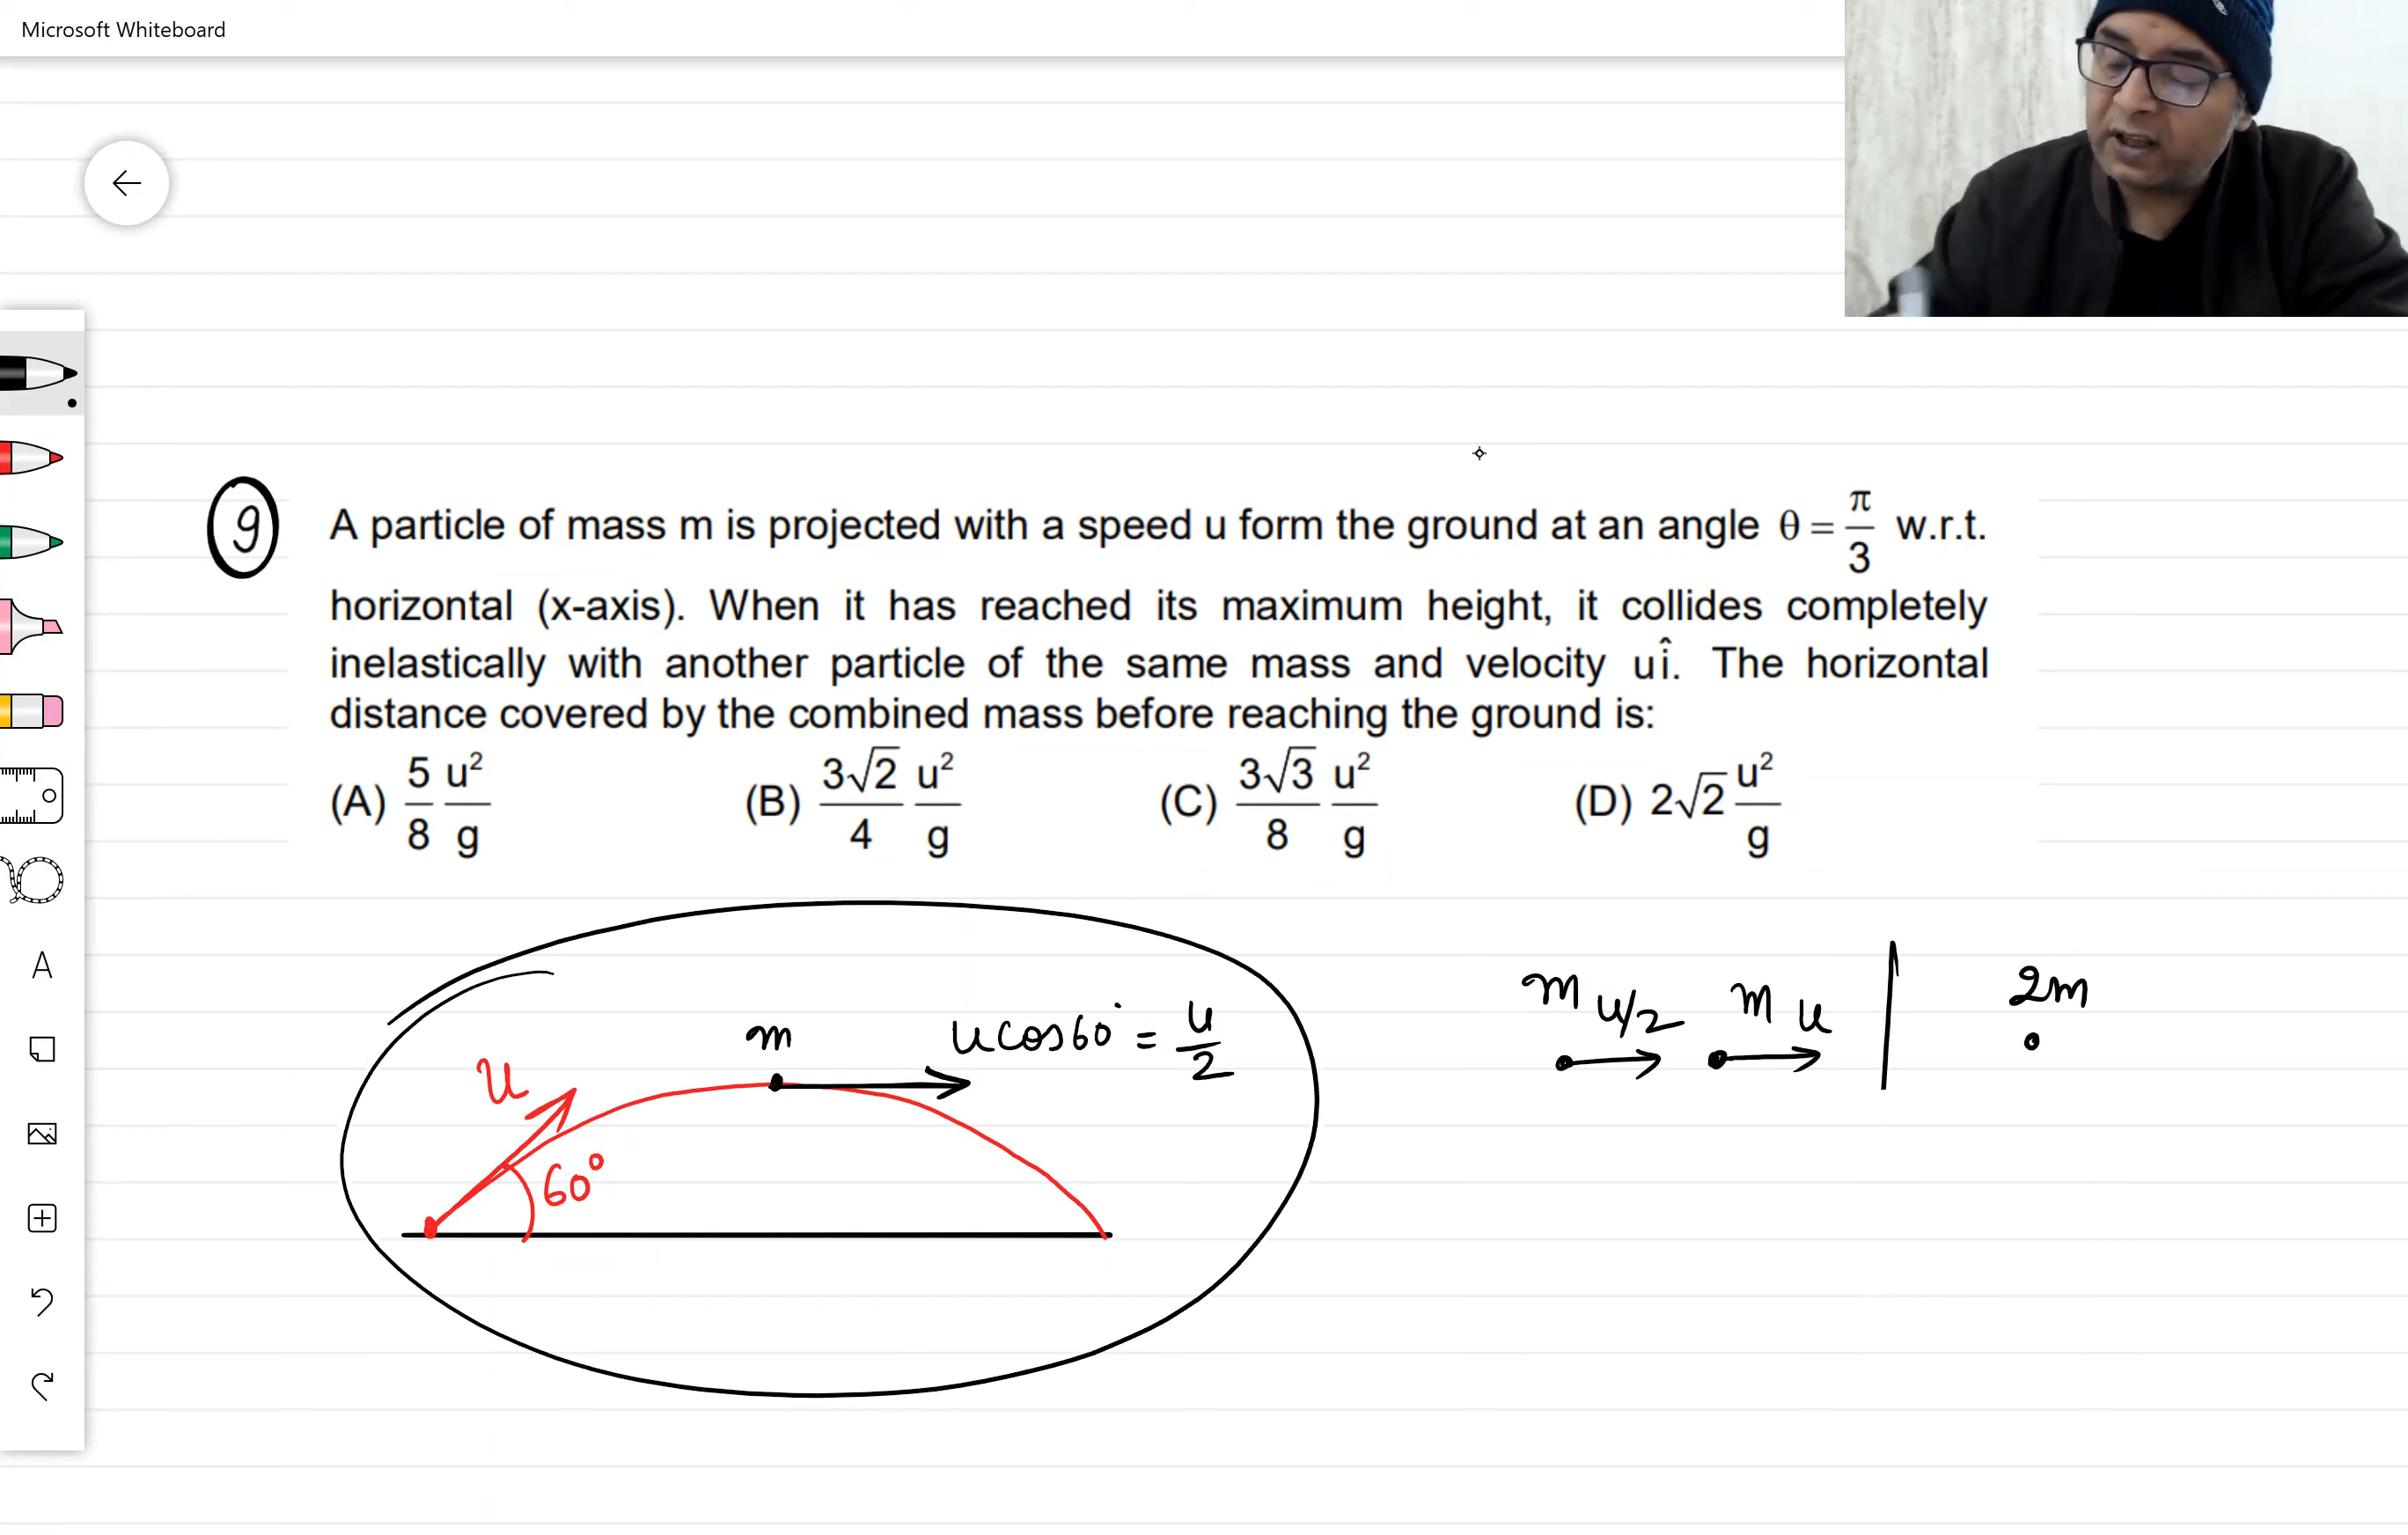 Microsoft Whiteboard
9
A particle of mass m is projected with a speed u form the ground at an angle θ = π/3 w.r.t.
horizontal (x-axis). When it has reached its maximum height, it collides completely
inelastically with another particle of the same mass and velocity uî. The horizontal
distance covered by the combined mass before reaching the ground is:
(A) 5/8 u²/g (B) 3√2/4 u²/g (C) 3√3/8 u²/g (D) 2√2 u²/g
m u/2 m u 2m
m ucos60° = u/2
u
60°
A